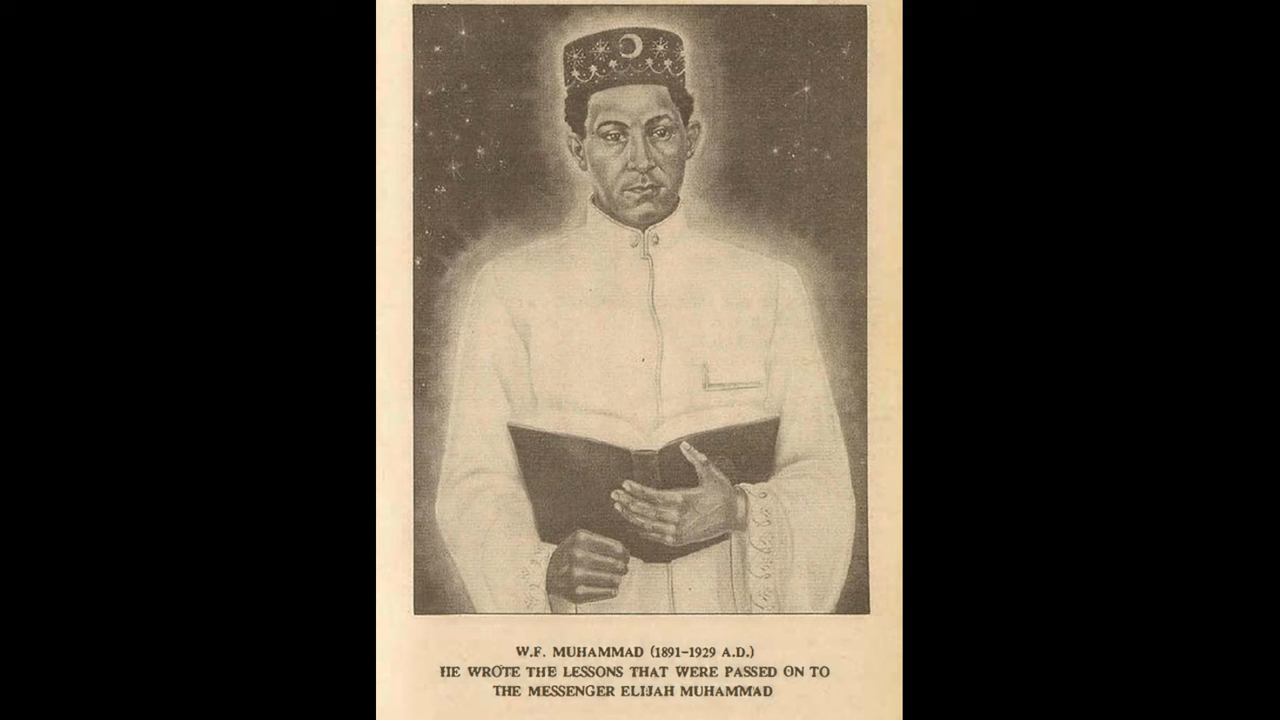 W.F. MUHAMMAD (1891-1929 A.D.)
HE WROTE THE LESSONS THAT WERE PASSED ON TO
THE MESSENGER ELIJAH MUHAMMAD